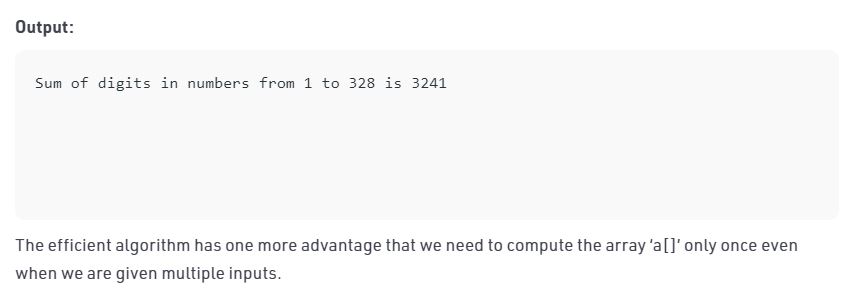 Output:
Sum of digits in numbers from 1 to 328 is 3241
The efficient algorithm has one more advantage that we need to compute the array ‘a[]’ only once even
when we are given multiple inputs.